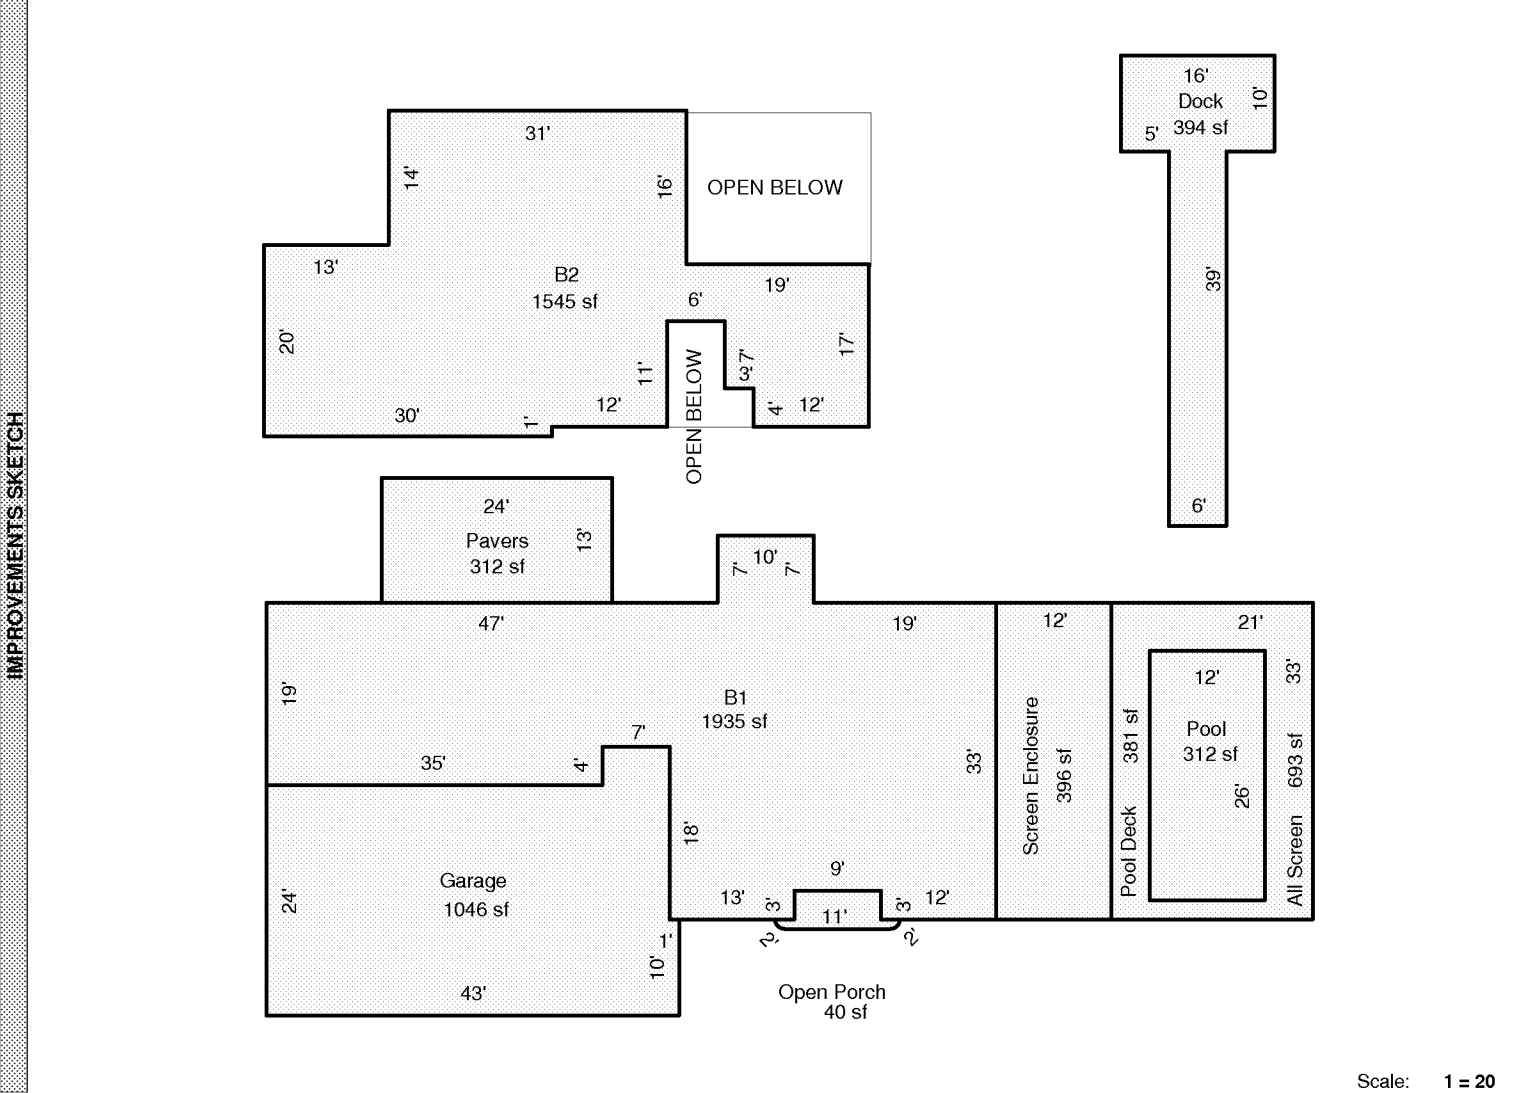 IMPROVEMENTS SKETCH
31'
14'
16'
OPEN BELOW
13'
B2
1545 sf
19'
6'
20'
17'
11'
7'
3'
OPEN BELOW
12'
4'
12'
30'
1'
16'
Dock
10'
5'
394 sf
39'
6'
24'
Pavers
13'
312 sf
10'
7'
7'
47'
19'
12'
21'
19'
B1
1935 sf
33'
12'
Pool
312 sf
26'
Pool Deck 381 sf
All Screen 693 sf
Screen Enclosure
396 sf
33'
7'
35'
4'
18'
9'
13'
3'
11'
3'
12'
2'
2'
Garage
1046 sf
24'
1'
10'
43'
Open Porch
40 sf
Scale: 1 = 20